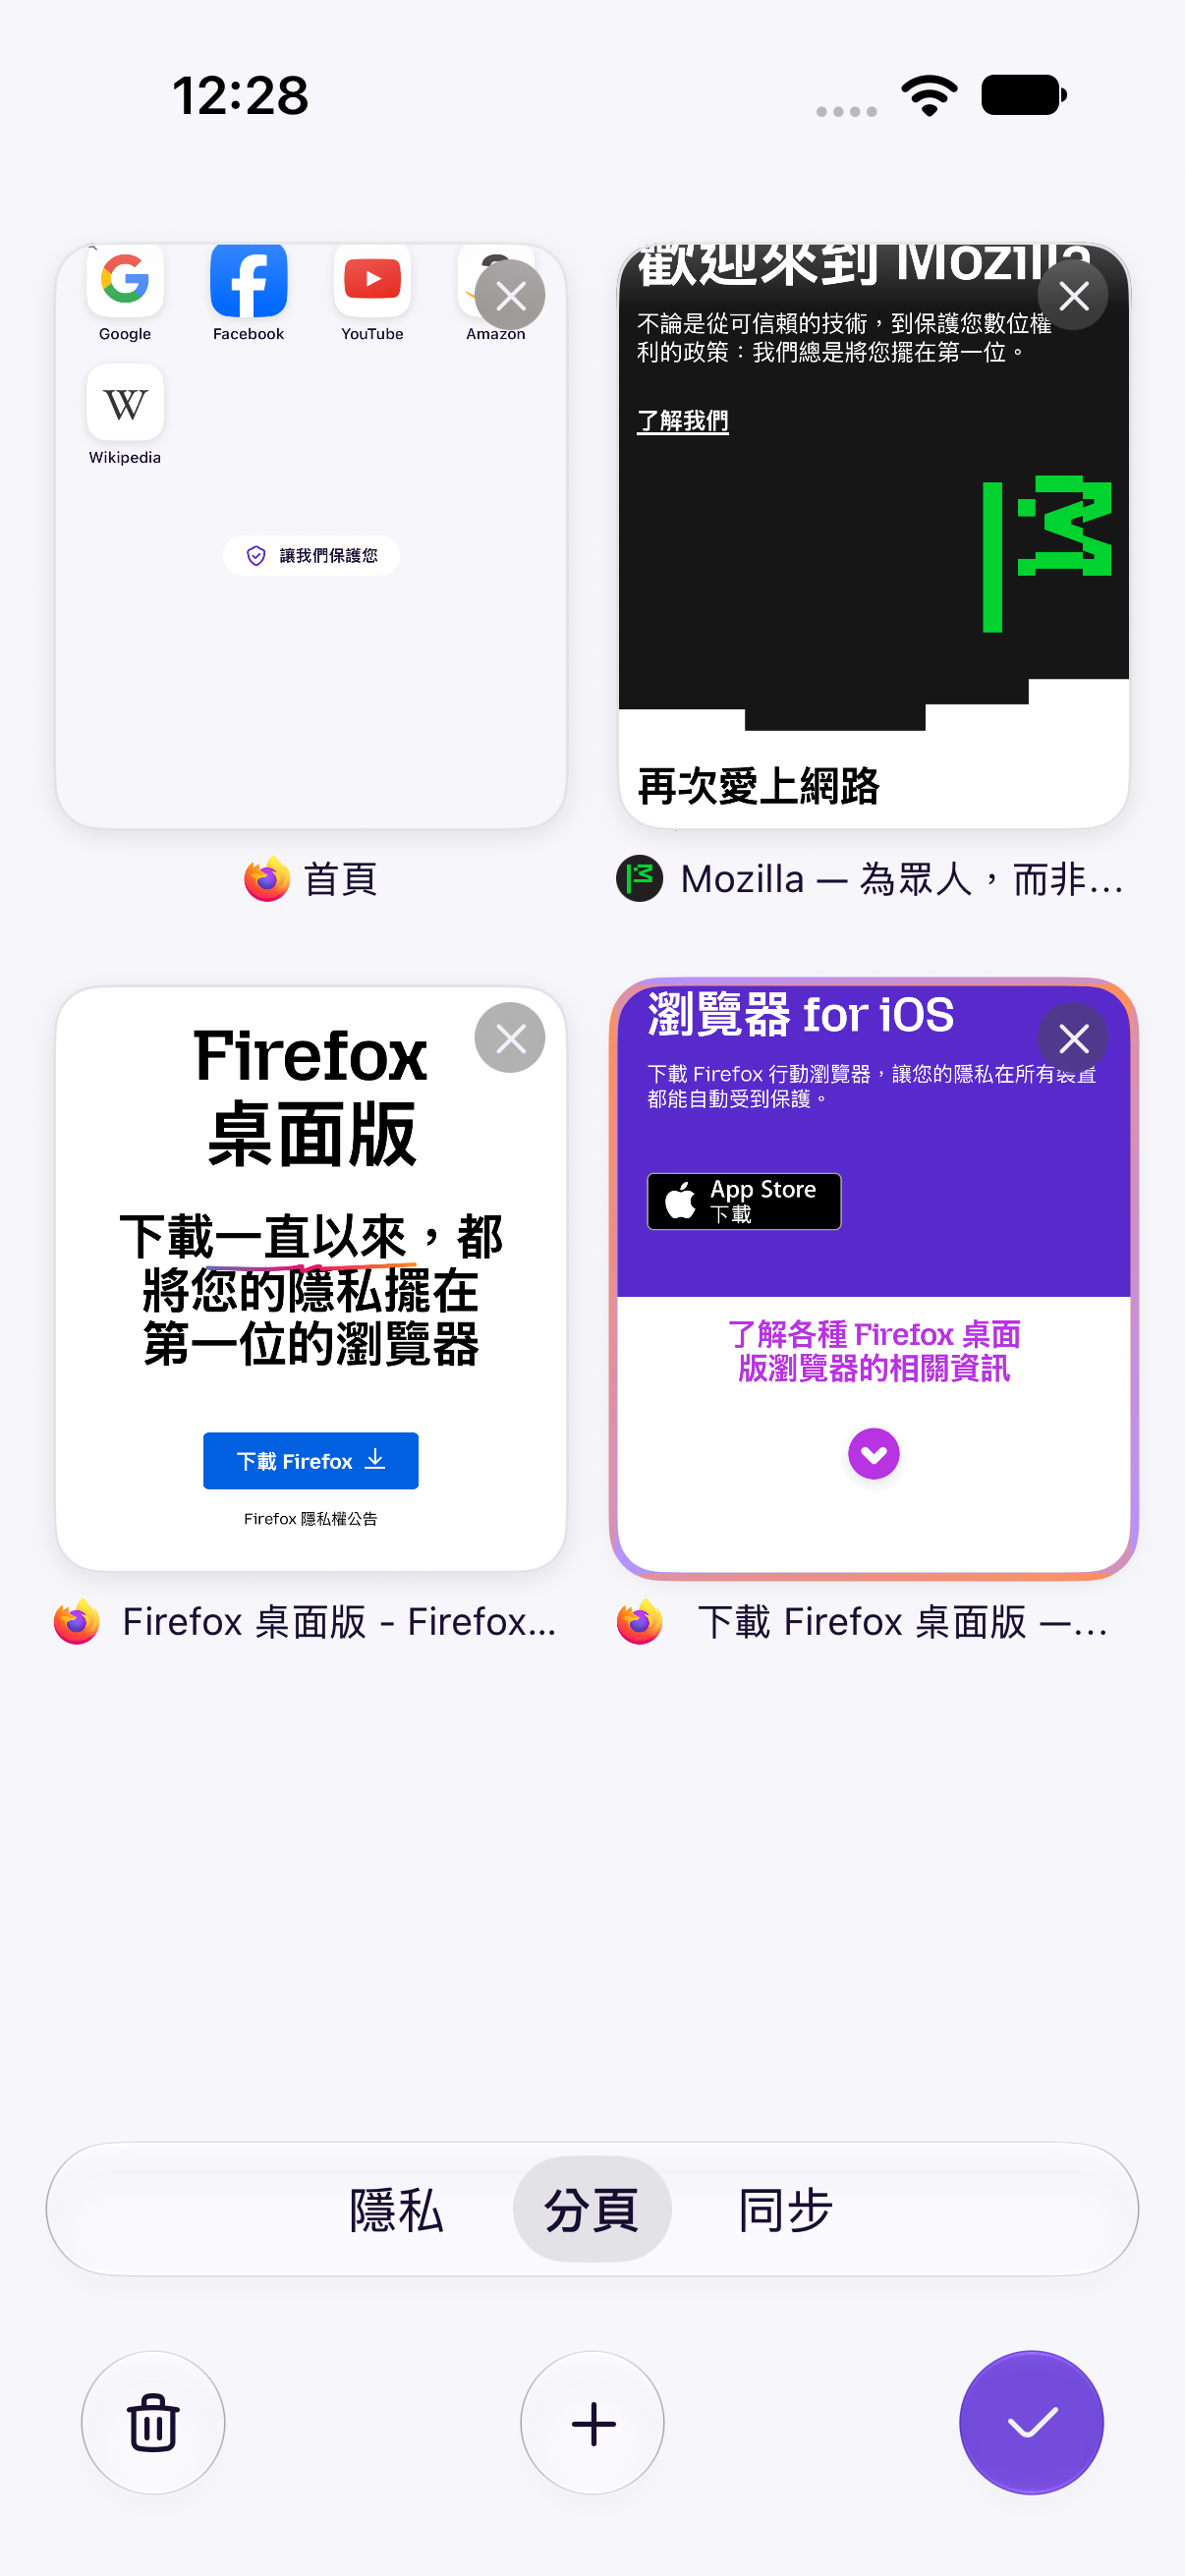 12:28
Google
Facebook
YouTube
Amazon
Wikipedia
讓我們保護您
歡迎來到 Mozilla
不論是從可信賴的技術,到保護您數位權
利的政策:我們總是將您擺在第一位。
了解我們
再次愛上網路
首頁
Mozilla — 為眾人,而非…
Firefox
桌面版
下載一直以來,都
將您的隱私擺在
第一位的瀏覽器
下載 Firefox
Firefox 隱私權公告
瀏覽器 for iOS
下載 Firefox 行動瀏覽器,讓您的隱私在所有裝置
都能自動受到保護。
App Store
下載
了解各種 Firefox 桌面
版瀏覽器的相關資訊
Firefox 桌面版 - Firefox...
下載 Firefox 桌面版 —…
隱私
分頁
同步